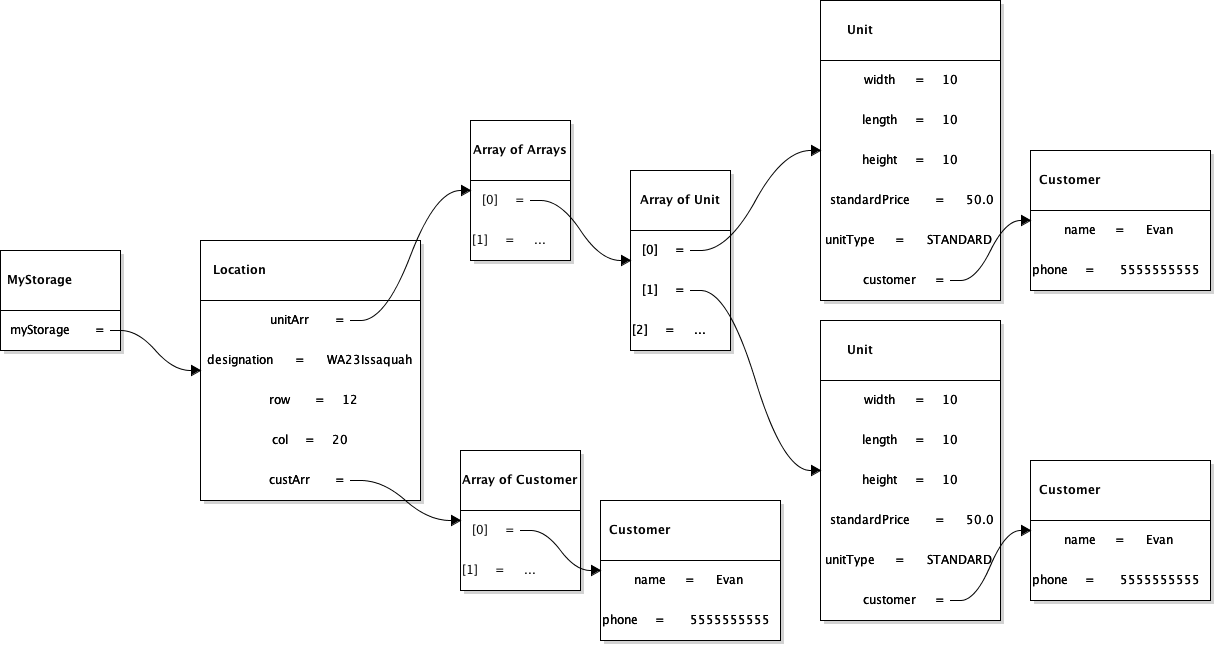 MyStorage
myStorage = 
Location
unitArr = 
designation = WA23Issaquah
row = 12
col = 20
custArr = 
Array of Arrays
[0] = 
[1] = ...
Array of Unit
[0] = 
[1] = 
[2] = ...
Unit
width = 10
length = 10
height = 10
standardPrice = 50.0
unitType = STANDARD
customer = 
Customer
name = Evan
phone = 5555555555
Unit
width = 10
length = 10
height = 10
standardPrice = 50.0
unitType = STANDARD
customer = 
Customer
name = Evan
phone = 5555555555
Array of Customer
[0] = 
[1] = ...
Customer
name = Evan
phone = 5555555555